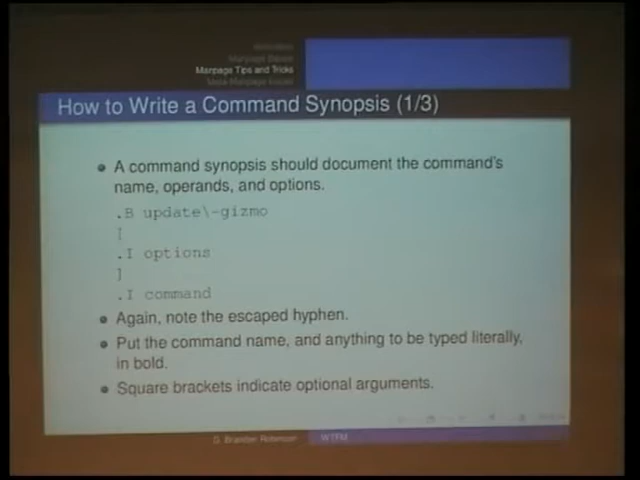 Manpage Tips and Tricks
How to Write a Command Synopsis (1/3)
A command synopsis should document the command's
name, operands, and options.
.B update\-gizmo
[
.I options
]
.I command
Again, note the escaped hyphen.
Put the command name, and anything to be typed literally,
in bold.
Square brackets indicate optional arguments.
G. Branden Robinson
WTFM